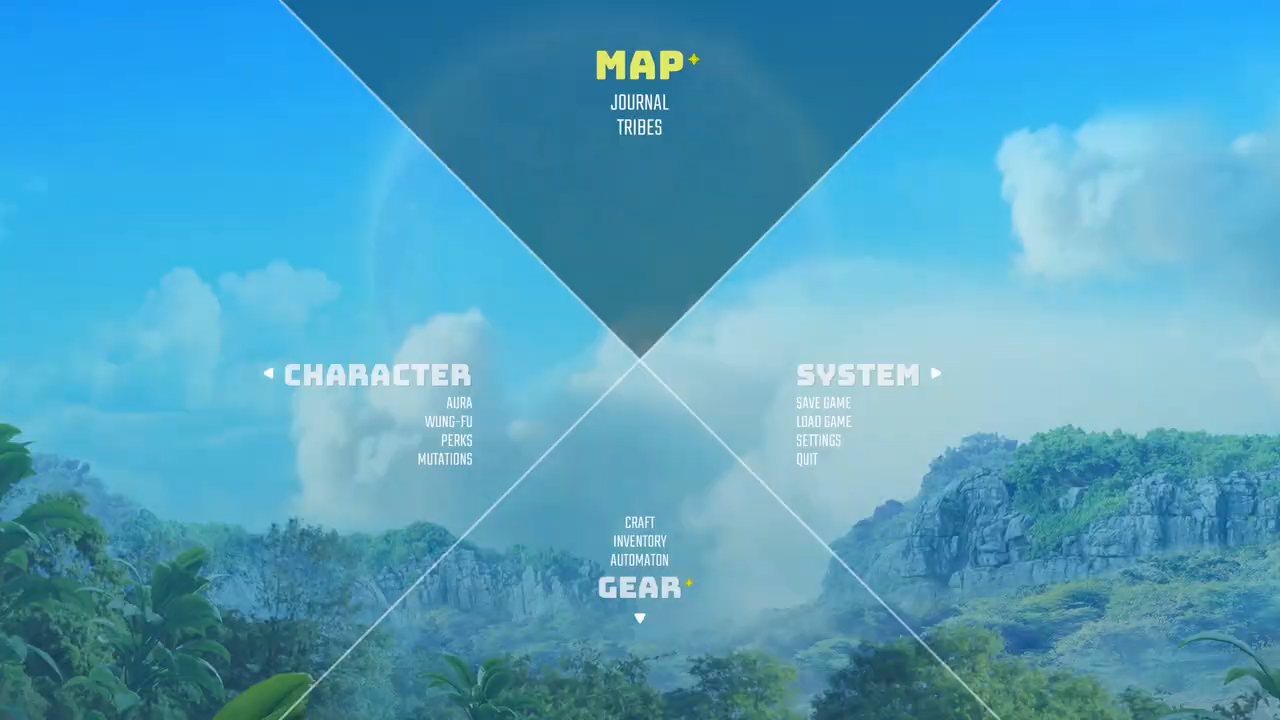 MAP
JOURNAL
TRIBES
CHARACTER
AURA
WUNG-FU
PERKS
MUTATIONS
SYSTEM
SAVE GAME
LOAD GAME
SETTINGS
QUIT
CRAFT
INVENTORY
AUTOMATON
GEAR